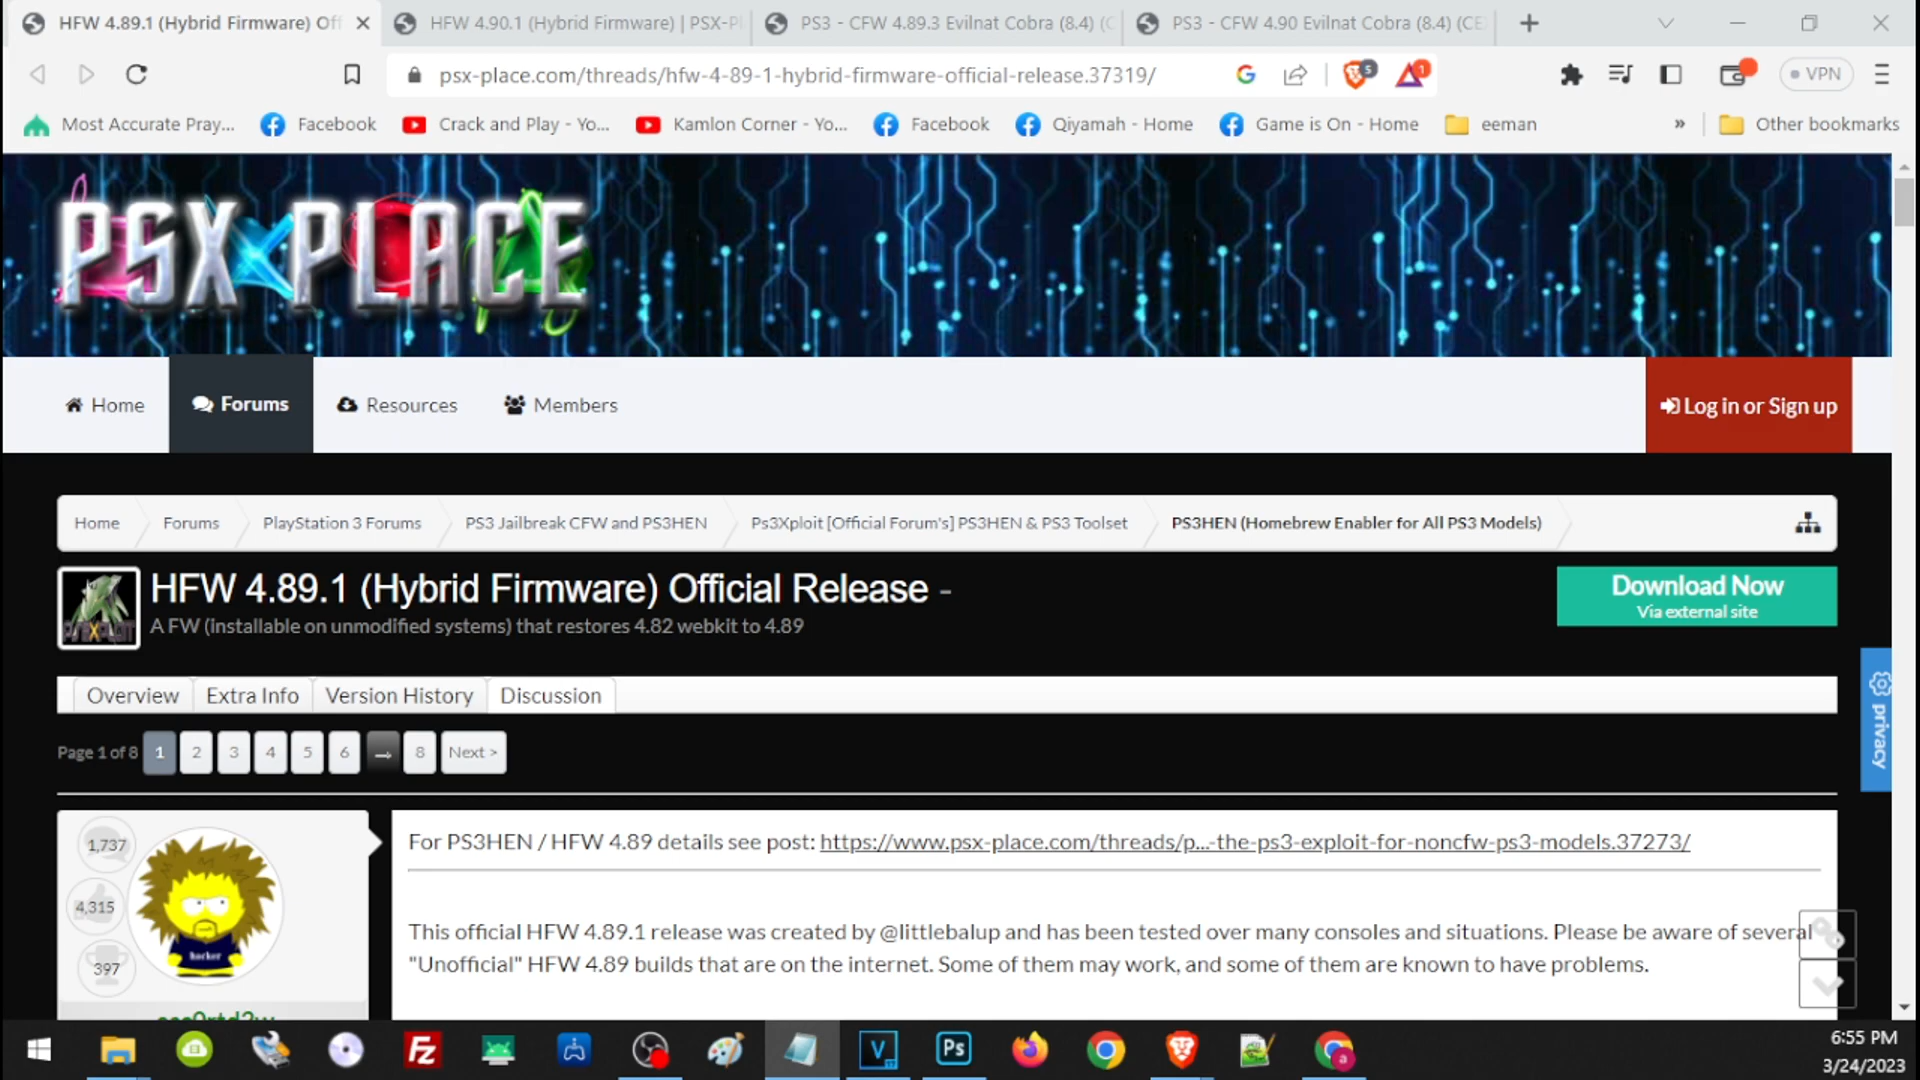 HFW 4.89.1 (Hybrid Firmware) Off
HFW 4.90.1 (Hybrid Firmware) | PSX-Pl
PS3 - CFW 4.89.3 Evilnat Cobra (8.4) (C
PS3 - CFW 4.90 Evilnat Cobra (8.4) (CE
psx-place.com/threads/hfw-4-89-1-hybrid-firmware-official-release.37319/
5
1
VPN
Most Accurate Pray...
Facebook
Crack and Play - Yo...
Kamlon Corner - Yo...
Facebook
Qiyamah - Home
Game is On - Home
eeman
»
Other bookmarks
PSX PLACE
Home
Forums
Resources
Members
Log in or Sign up
Home
Forums
PlayStation 3 Forums
PS3 Jailbreak CFW and PS3HEN
Ps3Xploit [Official Forum's] PS3HEN & PS3 Toolset
PS3HEN (Homebrew Enabler for All PS3 Models)
PS3XPLOIT
HFW 4.89.1 (Hybrid Firmware) Official Release -
A FW (installable on unmodified systems) that restores 4.82 webkit to 4.89
Download Now
Via external site
privacy
Overview
Extra Info
Version History
Discussion
Page 1 of 8
1
2
3
4
5
6
→
8
Next >
1,737
4,315
397
hacker
For PS3HEN / HFW 4.89 details see post: https://www.psx-place.com/threads/p...-the-ps3-exploit-for-noncfw-ps3-models.37273/
This official HFW 4.89.1 release was created by @littlebalup and has been tested over many consoles and situations. Please be aware of several
"Unofficial" HFW 4.89 builds that are on the internet. Some of them may work, and some of them are known to have problems.
Fz
V
Ps
a
6:55 PM
3/24/2023